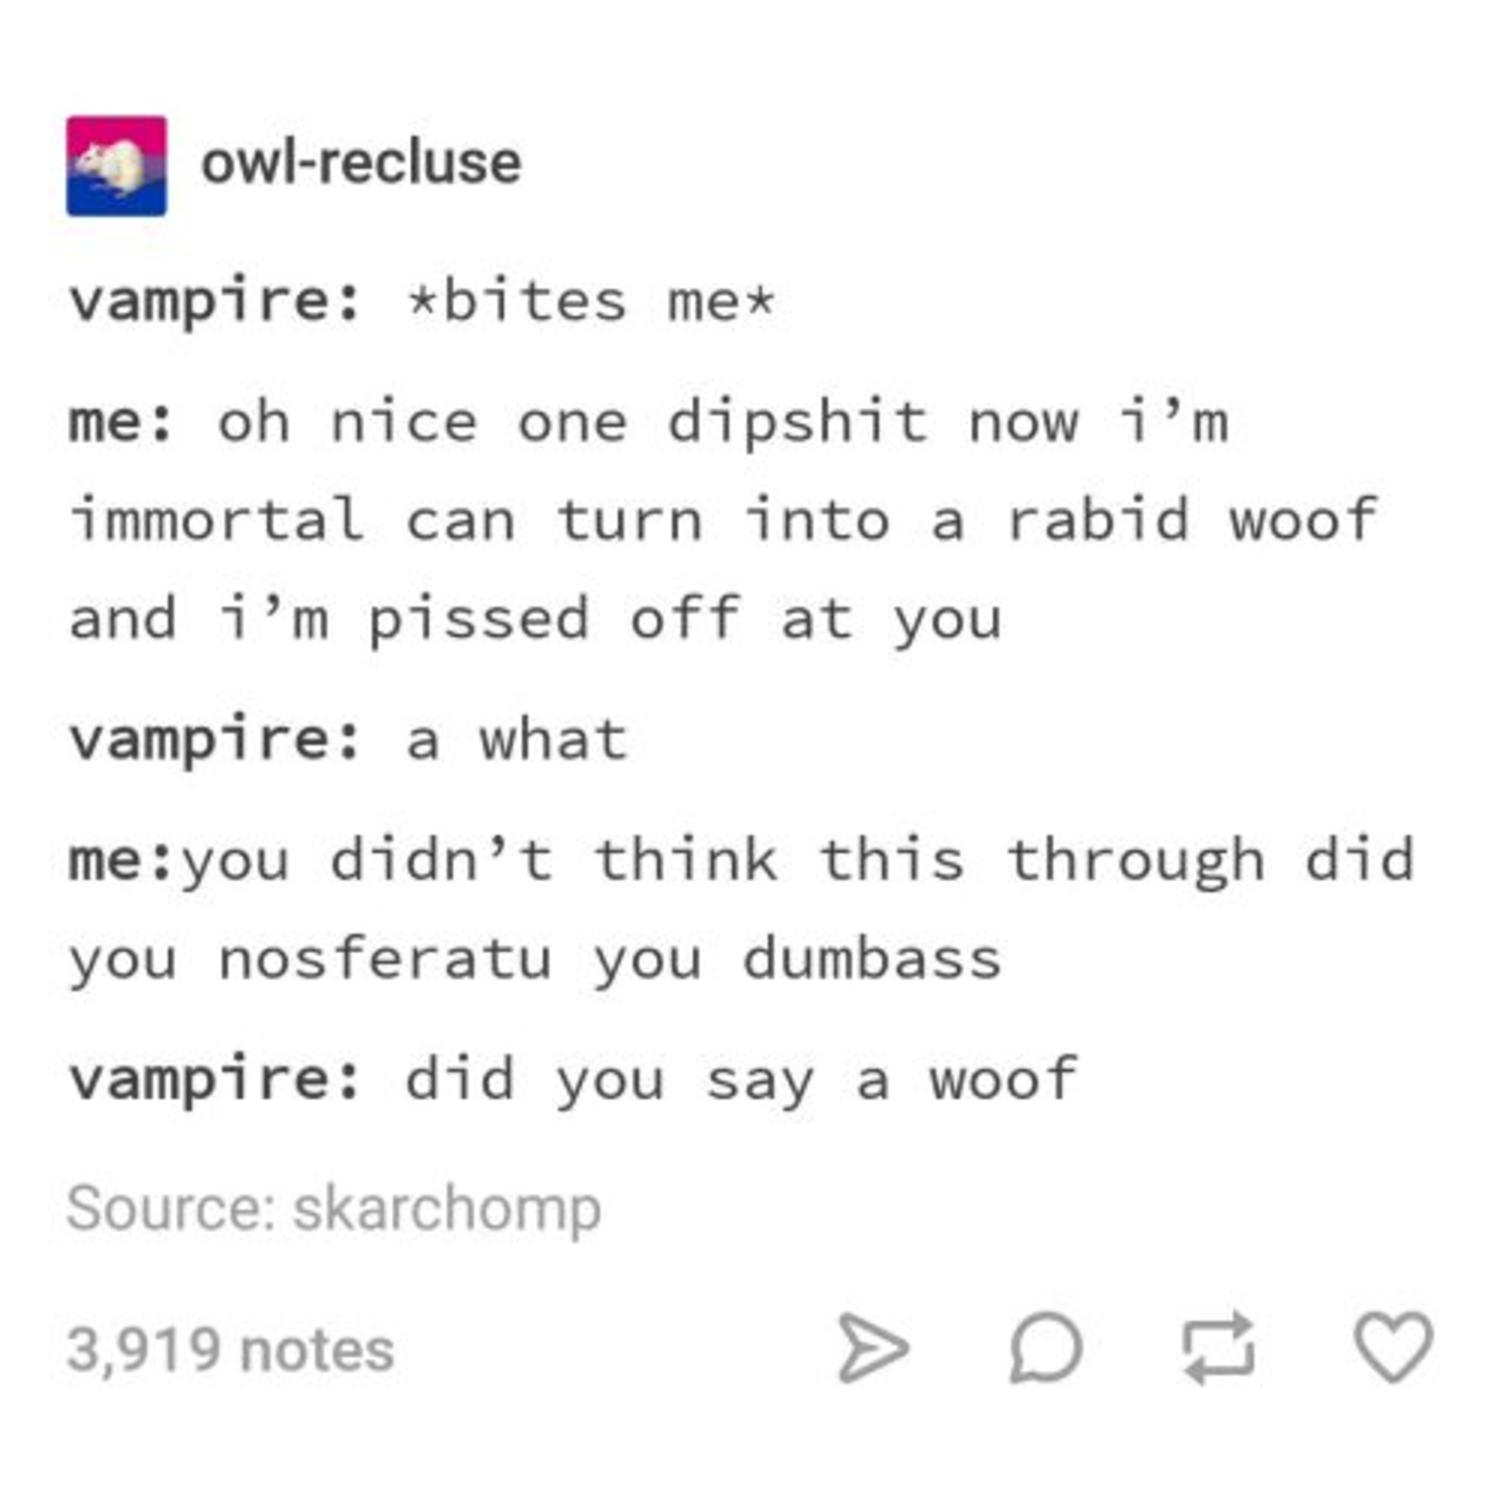 owl-recluse
vampire: *bites me*
me: oh nice one dipshit now i’m
immortal can turn into a rabid woof
and i’m pissed off at you
vampire: a what
me:you didn’t think this through did
you nosferatu you dumbass
vampire: did you say a woof
Source: skarchomp
3,919 notes